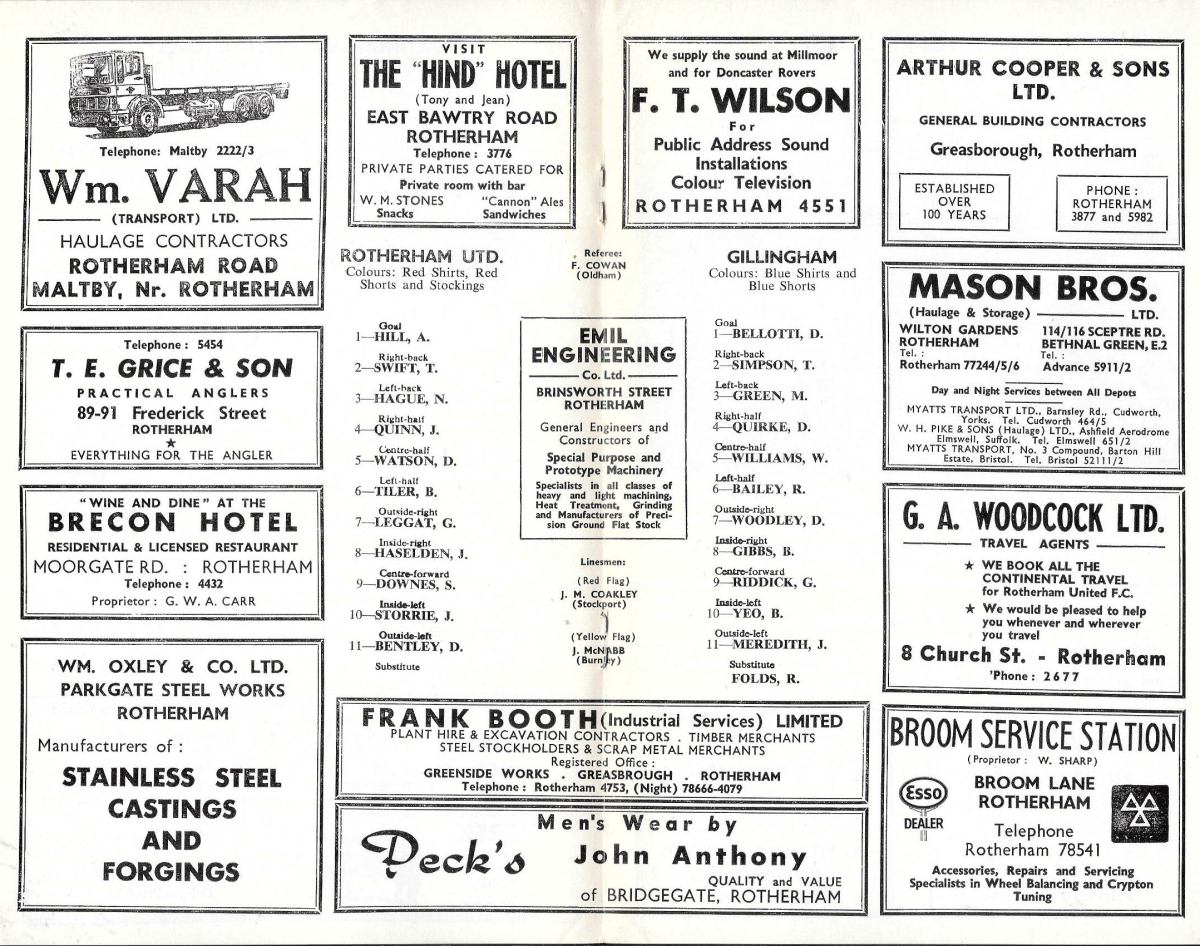 Telephone: Maltby 2222/3
Wm. VARAH
(TRANSPORT) LTD.
HAULAGE CONTRACTORS
ROTHERHAM ROAD
MALTBY, Nr. ROTHERHAM
Telephone : 5454
T. E. GRICE & SON
PRACTICAL ANGLERS
89-91 Frederick Street
ROTHERHAM
★
EVERYTHING FOR THE ANGLER
"WINE AND DINE" AT THE
BRECON HOTEL
RESIDENTIAL & LICENSED RESTAURANT
MOORGATE RD. : ROTHERHAM
Telephone : 4432
Proprietor : G. W. A. CARR
WM. OXLEY & CO. LTD.
PARKGATE STEEL WORKS
ROTHERHAM
Manufacturers of :
STAINLESS STEEL
CASTINGS
AND
FORGINGS
VISIT
THE "HIND" HOTEL
(Tony and Jean)
EAST BAWTRY ROAD
ROTHERHAM
Telephone : 3776
PRIVATE PARTIES CATERED FOR
Private room with bar
W. M. STONES "Cannon" Ales
Snacks Sandwiches
We supply the sound at Millmoor
and for Doncaster Rovers
F. T. WILSON
For
Public Address Sound
Installations
Colour Television
ROTHERHAM 4551
ROTHERHAM UTD.
Colours: Red Shirts, Red
Shorts and Stockings
Goal
1—HILL, A.
Right-back
2—SWIFT, T.
Left-back
3—HAGUE, N.
Right-half
4—QUINN, J.
Centre-half
5—WATSON, D.
Left-half
6—TILER, B.
Outside-right
7—LEGGAT, G.
Inside-right
8—HASELDEN, J.
Centre-forward
9—DOWNES, S.
Inside-left
10—STORRIE, J.
Outside-left
11—BENTLEY, D.
Substitute
Referee:
F. COWAN
(Oldham)
EMIL
ENGINEERING
Co. Ltd.
BRINSWORTH STREET
ROTHERHAM
General Engineers and
Constructors of
Special Purpose and
Prototype Machinery
Specialists in all classes of
heavy and light machining,
Heat Treatment, Grinding
and Manufacturers of Preci-
sion Ground Flat Stock
Linesmen:
(Red Flag)
J. M. COAKLEY
(Stockport)
(Yellow Flag)
J. McNABB
(Burnley)
GILLINGHAM
Colours: Blue Shirts and
Blue Shorts
Goal
1—BELLOTTI, D.
Right-back
2—SIMPSON, T.
Left-back
3—GREEN, M.
Right-half
4—QUIRKE, D.
Centre-half
5—WILLIAMS, W.
Left-half
6—BAILEY, R.
Outside-right
7—WOODLEY, D.
Inside-right
8—GIBBS, B.
Centre-forward
9—RIDDICK, G.
Inside-left
10—YEO, B.
Outside-left
11—MEREDITH, J.
Substitute
FOLDS, R.
FRANK BOOTH (Industrial Services) LIMITED
PLANT HIRE & EXCAVATION CONTRACTORS . TIMBER MERCHANTS
STEEL STOCKHOLDERS & SCRAP METAL MERCHANTS
Registered Office :
GREENSIDE WORKS . GREASBROUGH . ROTHERHAM
Telephone : Rotherham 4753, (Night) 78666-4079
Men's Wear by
Peck's John Anthony
QUALITY and VALUE
of BRIDGEGATE, ROTHERHAM
ARTHUR COOPER & SONS
LTD.
GENERAL BUILDING CONTRACTORS
Greasborough, Rotherham
ESTABLISHED
OVER
100 YEARS
PHONE :
ROTHERHAM
3877 and 5982
MASON BROS.
(Haulage & Storage) LTD.
WILTON GARDENS
ROTHERHAM
Tel. :
Rotherham 77244/5/6
114/116 SCEPTRE RD.
BETHNAL GREEN, E.2
Tel. :
Advance 5911/2
Day and Night Services between All Depots
MYATTS TRANSPORT LTD., Barnsley Rd., Cudworth,
Yorks. Tel. Cudworth 464/5
W. H. PIKE & SONS (Haulage) LTD., Ashfield Aerodrome
Elmswell, Suffolk. Tel. Elmswell 651/2
MYATTS TRANSPORT, No. 3 Compound, Barton Hill
Estate, Bristol. Tel. Bristol 52111/2
G. A. WOODCOCK LTD.
TRAVEL AGENTS
★ WE BOOK ALL THE
CONTINENTAL TRAVEL
for Rotherham United F.C.
★ We would be pleased to help
you whenever and wherever
you travel
8 Church St. - Rotherham
'Phone : 2677
BROOM SERVICE STATION
(Proprietor : W. SHARP)
Esso
DEALER
BROOM LANE
ROTHERHAM
Telephone
Rotherham 78541
Accessories, Repairs and Servicing
Specialists in Wheel Balancing and Crypton
Tuning